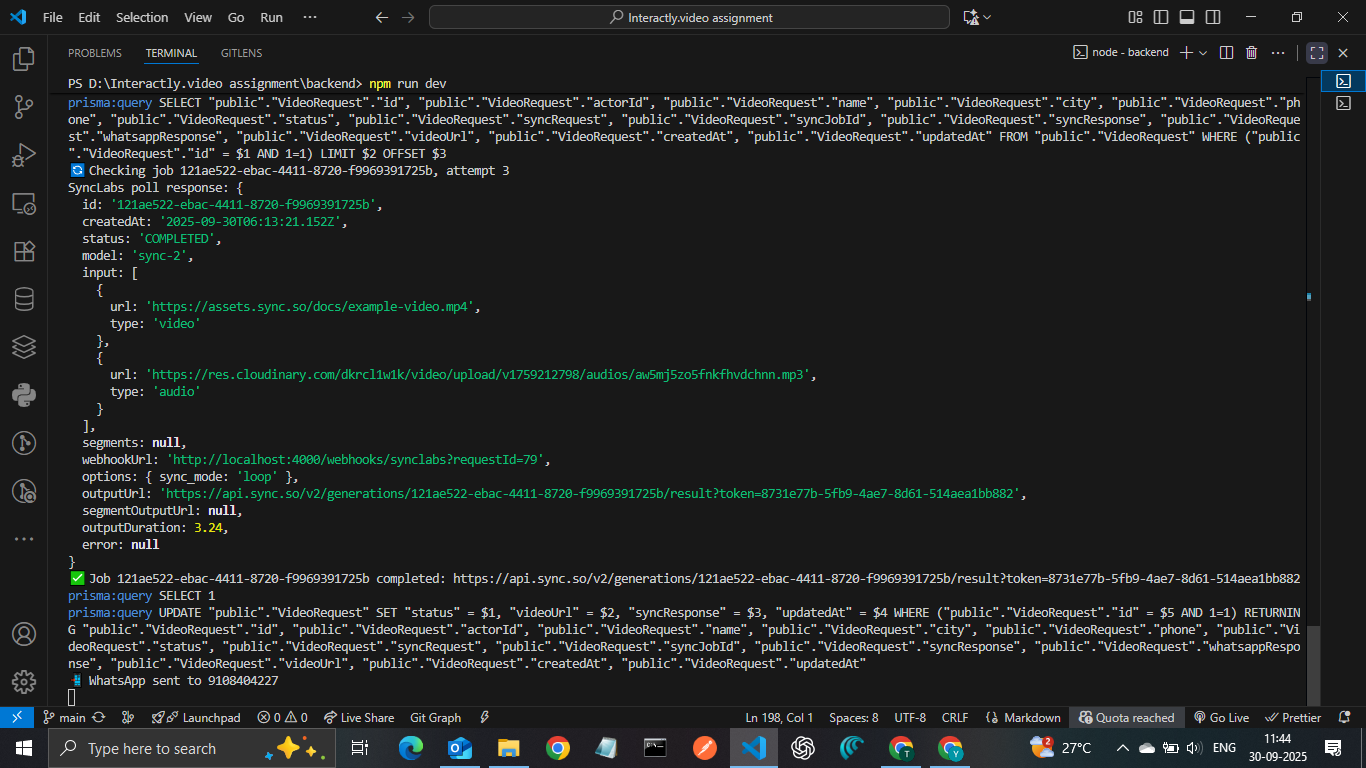 File Edit Selection View Go Run ···
Interactly.video assignment
PROBLEMS TERMINAL GITLENS
node - backend
PS D:\Interactly.video assignment\backend> npm run dev
prisma:query SELECT "public"."VideoRequest"."id", "public"."VideoRequest"."actorId", "public"."VideoRequest"."name", "public"."VideoRequest"."city", "public"."VideoRequest"."ph
one", "public"."VideoRequest"."status", "public"."VideoRequest"."syncRequest", "public"."VideoRequest"."syncJobId", "public"."VideoRequest"."syncResponse", "public"."VideoReque
st"."whatsappResponse", "public"."VideoRequest"."videoUrl", "public"."VideoRequest"."createdAt", "public"."VideoRequest"."updatedAt" FROM "public"."VideoRequest" WHERE ("public
"."VideoRequest"."id" = $1 AND 1=1) LIMIT $2 OFFSET $3
🔄 Checking job 121ae522-ebac-4411-8720-f9969391725b, attempt 3
SyncLabs poll response: {
id: '121ae522-ebac-4411-8720-f9969391725b',
createdAt: '2025-09-30T06:13:21.152Z',
status: 'COMPLETED',
model: 'sync-2',
input: [
{
url: 'https://assets.sync.so/docs/example-video.mp4',
type: 'video'
},
{
url: 'https://res.cloudinary.com/dkrcl1w1k/video/upload/v1759212798/audios/aw5mj5zo5fnkfhvdchnn.mp3',
type: 'audio'
}
],
segments: null,
webhookUrl: 'http://localhost:4000/webhooks/synclabs?requestId=79',
options: { sync_mode: 'loop' },
outputUrl: 'https://api.sync.so/v2/generations/121ae522-ebac-4411-8720-f9969391725b/result?token=8731e77b-5fb9-4ae7-8d61-514aea1bb882',
segmentOutputUrl: null,
outputDuration: 3.24,
error: null
}
✅ Job 121ae522-ebac-4411-8720-f9969391725b completed: https://api.sync.so/v2/generations/121ae522-ebac-4411-8720-f9969391725b/result?token=8731e77b-5fb9-4ae7-8d61-514aea1bb882
prisma:query SELECT 1
prisma:query UPDATE "public"."VideoRequest" SET "status" = $1, "videoUrl" = $2, "syncResponse" = $3, "updatedAt" = $4 WHERE ("public"."VideoRequest"."id" = $5 AND 1=1) RETURNIN
G "public"."VideoRequest"."id", "public"."VideoRequest"."actorId", "public"."VideoRequest"."name", "public"."VideoRequest"."city", "public"."VideoRequest"."phone", "public"."Vi
deoRequest"."status", "public"."VideoRequest"."syncRequest", "public"."VideoRequest"."syncJobId", "public"."VideoRequest"."syncResponse", "public"."VideoRequest"."whatsappRespo
nse", "public"."VideoRequest"."videoUrl", "public"."VideoRequest"."createdAt", "public"."VideoRequest"."updatedAt"
📲 WhatsApp sent to 9108404227
main Launchpad 0 0 Live Share Git Graph Ln 198, Col 1 Spaces: 8 UTF-8 CRLF Markdown Quota reached Go Live Prettier
Type here to search
2 27°C ENG 11:44
30-09-2025